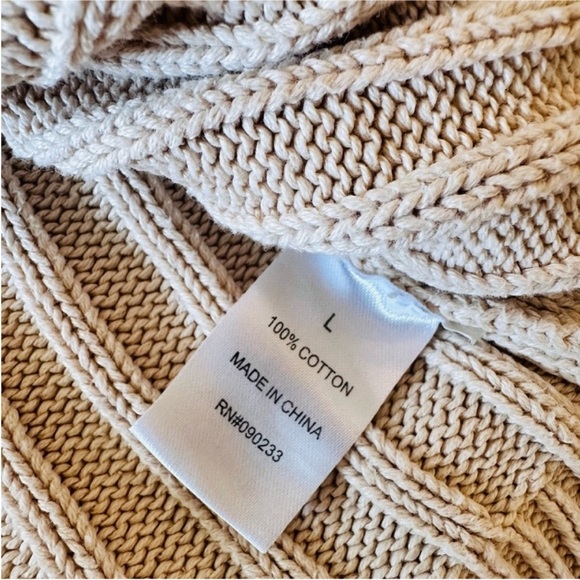 L
100% COTTON
MADE IN CHINA
RN#090233